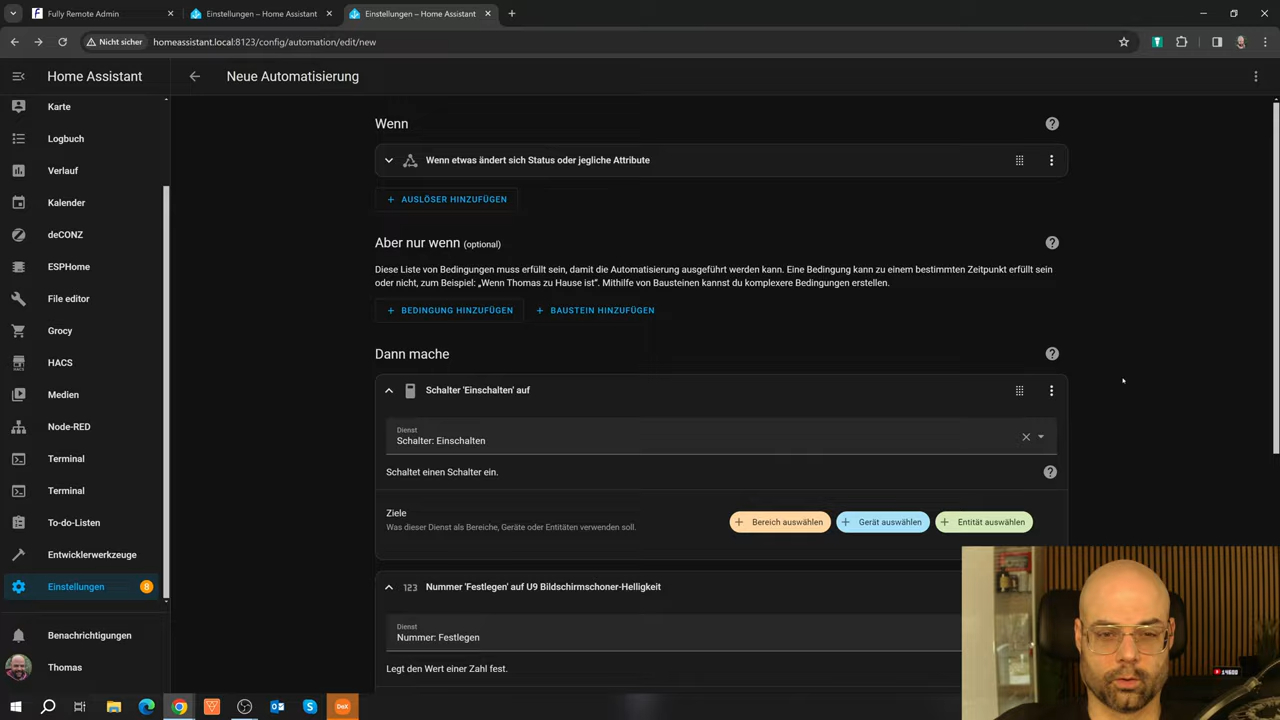 Fully Remote Admin
Einstellungen – Home Assistant
Einstellungen – Home Assistant
Nicht sicher
homeassistant.local:8123/config/automation/edit/new
Home Assistant
Neue Automatisierung
Karte
Logbuch
Verlauf
Kalender
deCONZ
ESPHome
File editor
Grocy
HACS
Medien
Node-RED
Terminal
Terminal
To-do-Listen
Entwicklerwerkzeuge
Einstellungen
8
Benachrichtigungen
Thomas
Wenn
Wenn etwas ändert sich Status oder jegliche Attribute
+ AUSLÖSER HINZUFÜGEN
Aber nur wenn (optional)
Diese Liste von Bedingungen muss erfüllt sein, damit die Automatisierung ausgeführt werden kann. Eine Bedingung kann zu einem bestimmten Zeitpunkt erfüllt sein
oder nicht, zum Beispiel: „Wenn Thomas zu Hause ist". Mithilfe von Bausteinen kannst du komplexere Bedingungen erstellen.
+ BEDINGUNG HINZUFÜGEN
+ BAUSTEIN HINZUFÜGEN
Dann mache
Schalter 'Einschalten' auf
Dienst
Schalter: Einschalten
Schaltet einen Schalter ein.
Ziele
Was dieser Dienst als Bereiche, Geräte oder Entitäten verwenden soll.
+ Bereich auswählen
+ Gerät auswählen
+ Entität auswählen
123
Nummer 'Festlegen' auf U9 Bildschirmschoner-Helligkeit
Dienst
Nummer: Festlegen
Legt den Wert einer Zahl fest.
DeX